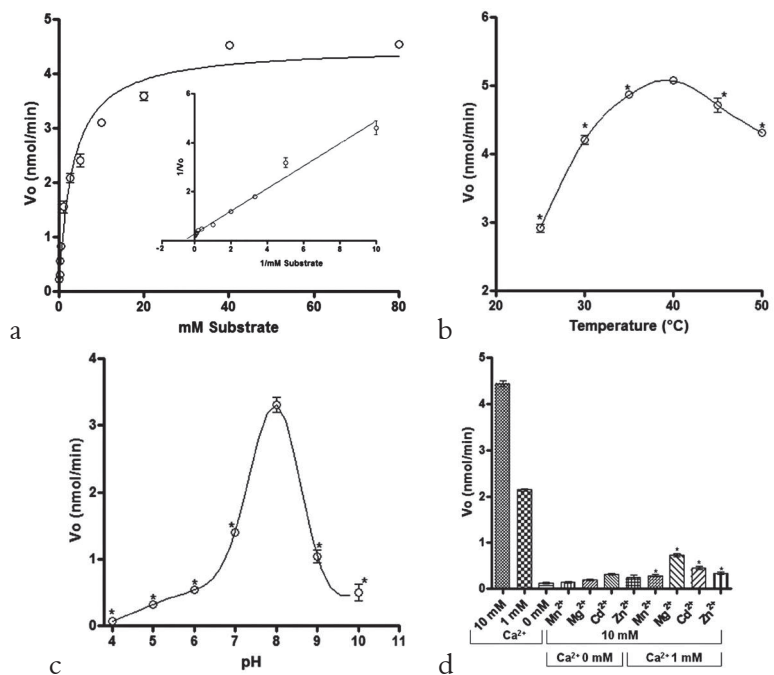 5
4
3
2
1
0
Vo (nmol/min)
0 20 40 60 80
mM Substrate
6
4
2
1/Vo
-2 0 2 4 6 8 10
1/mM Substrate
a
6
5
4
3
2
Vo (nmol/min)
* * * * *
20 30 40 50
Temperature (°C)
b
4
3
2
1
0
Vo (nmol/min)
* * * * * *
4 5 6 7 8 9 10 11
pH
c
5
4
3
2
1
0
Vo (nmol/min)
* * * *
10 mM 1 mM 0 mM Mn²⁺ Mg²⁺ Cd²⁺ Zn²⁺ Mn²⁺ Mg²⁺ Cd²⁺ Zn²⁺
Ca²⁺ 10 mM
Ca²⁺ 0 mM Ca²⁺ 1 mM
d